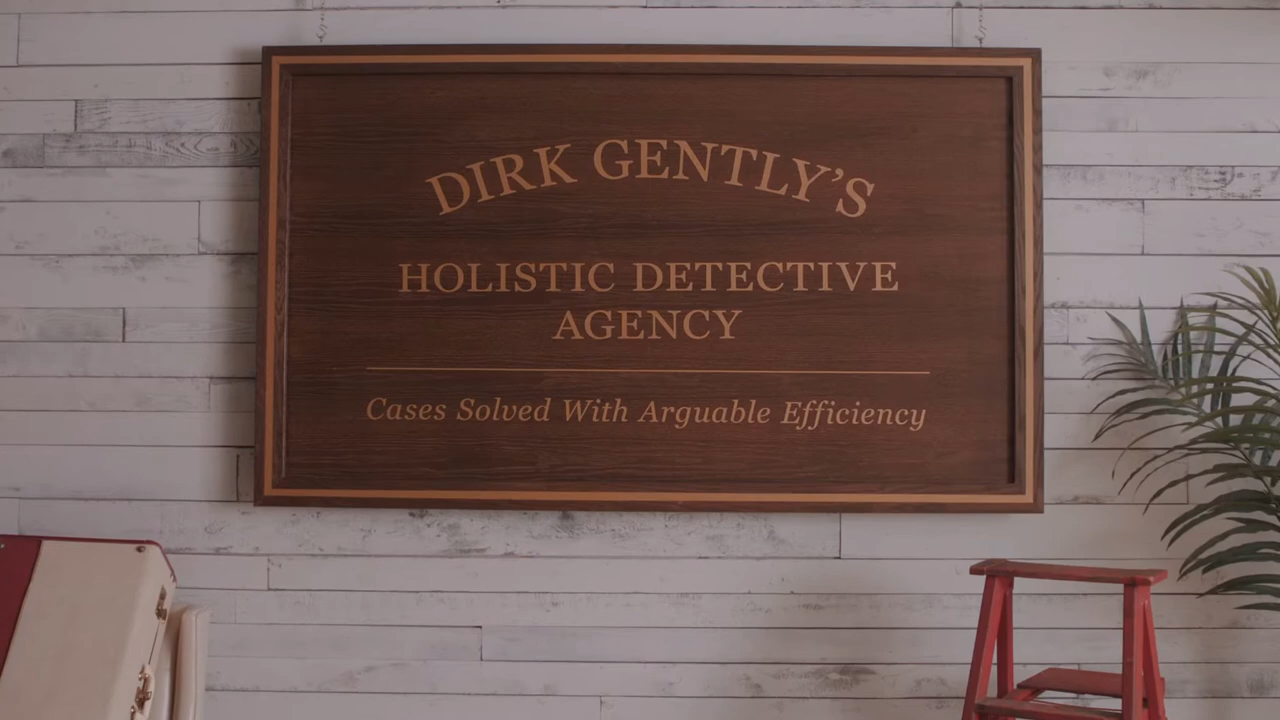 DIRK GENTLY'S
HOLISTIC DETECTIVE
AGENCY
Cases Solved With Arguable Efficiency